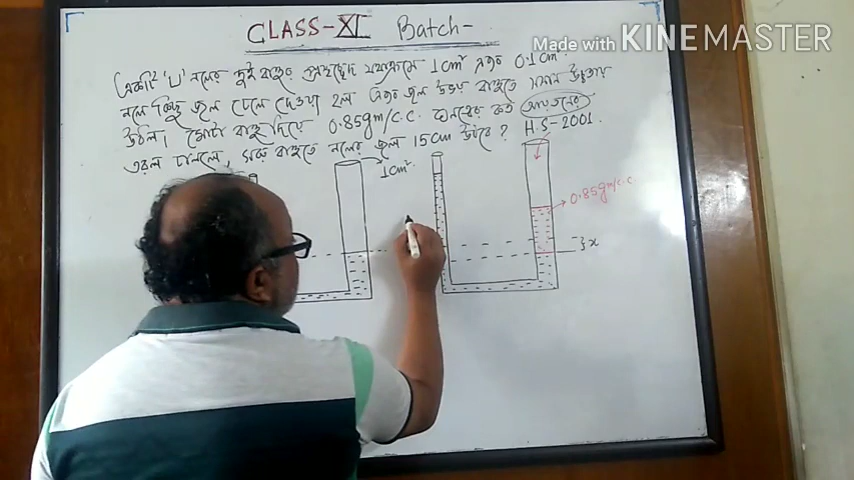 CLASS-XI Batch-
Made with KINEMASTER
একটি 'U' নলের দুই বাহুর প্রস্থচ্ছেদ যথাক্রমে 1cm² এবং 0.1cm².
নলে কিছু জল ঢেলে দেওয়া হল এবং জল উভয় বাহুতে সমান উচ্চতায়
উঠল। মোটা বাহু দিয়ে 0.85gm/c.c. ঘনত্বের কত আয়তনের
তরল ঢাললে, সরু বাহুতে নলের জল 15cm উঠবে? H.S-2001.
1cm².
0.85gm/c.c.
x